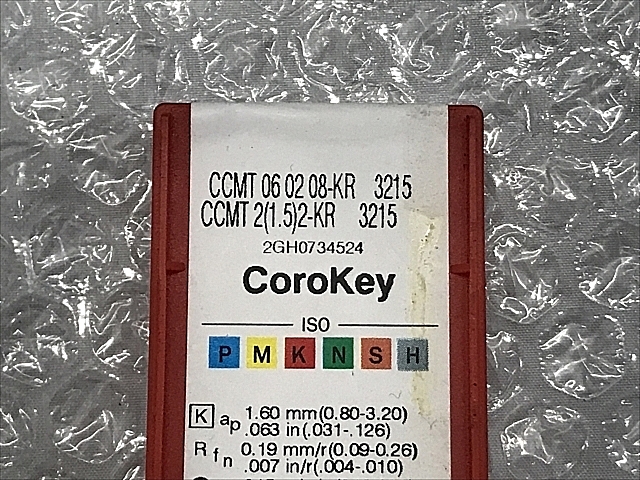 CCMT 06 02 08-KR 3215
CCMT 2(1.5)2-KR 3215
2GH0734524
CoroKey
ISO
P M K N S H
K ap 1.60 mm(0.80-3.20)
.063 in(.031-.126)
R fn 0.19 mm/r(0.09-0.26)
.007 in/r(.004-.010)